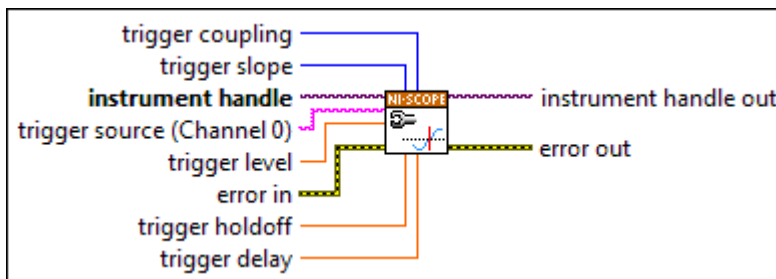 trigger coupling
trigger slope
instrument handle
trigger source (Channel 0)
trigger level
error in
trigger holdoff
trigger delay
NI-SCOPE
instrument handle out
error out